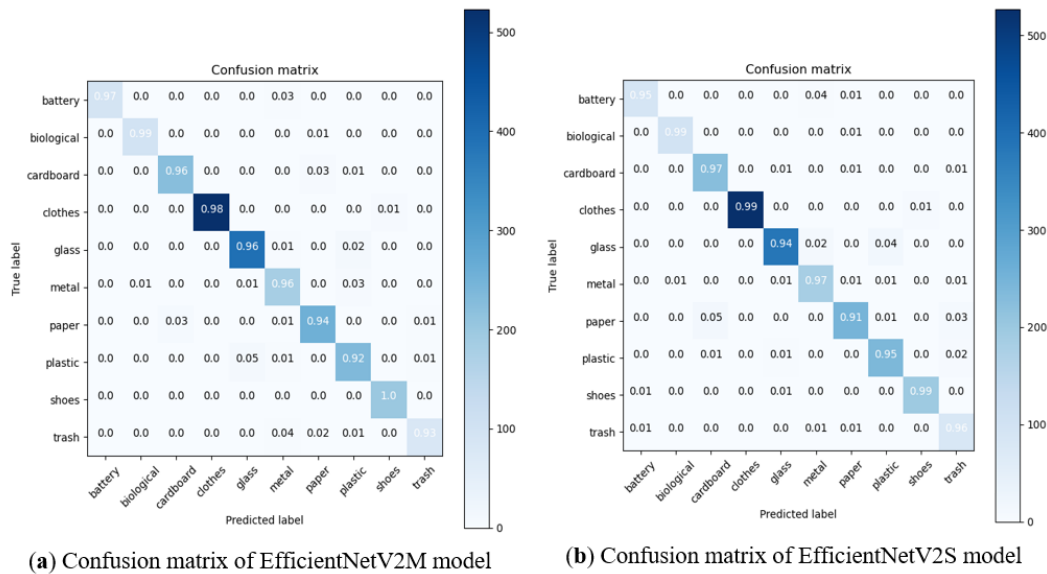 Confusion matrix
battery 0.97 0.0 0.0 0.0 0.0 0.03 0.0 0.0 0.0 0.0
biological 0.0 0.99 0.0 0.0 0.0 0.0 0.01 0.0 0.0 0.0
cardboard 0.0 0.0 0.96 0.0 0.0 0.0 0.03 0.01 0.0 0.0
clothes 0.0 0.0 0.0 0.98 0.0 0.0 0.0 0.0 0.01 0.0
glass 0.0 0.0 0.0 0.0 0.96 0.01 0.0 0.02 0.0 0.0
metal 0.0 0.01 0.0 0.0 0.01 0.96 0.0 0.03 0.0 0.0
paper 0.0 0.0 0.03 0.0 0.0 0.01 0.94 0.0 0.0 0.01
plastic 0.0 0.0 0.0 0.0 0.05 0.01 0.0 0.92 0.0 0.01
shoes 0.0 0.0 0.0 0.0 0.0 0.0 0.0 0.0 1.0 0.0
trash 0.0 0.0 0.0 0.0 0.0 0.04 0.02 0.01 0.0 0.93
True label
battery biological cardboard clothes glass metal paper plastic shoes trash
Predicted label
500
400
300
200
100
0
(a) Confusion matrix of EfficientNetV2M model
Confusion matrix
battery 0.95 0.0 0.0 0.0 0.0 0.04 0.01 0.0 0.0 0.0
biological 0.0 0.99 0.0 0.0 0.0 0.0 0.01 0.0 0.0 0.0
cardboard 0.0 0.0 0.97 0.0 0.01 0.0 0.01 0.0 0.0 0.01
clothes 0.0 0.0 0.0 0.99 0.0 0.0 0.0 0.0 0.01 0.0
glass 0.0 0.0 0.0 0.0 0.94 0.02 0.0 0.04 0.0 0.0
metal 0.0 0.01 0.0 0.0 0.01 0.97 0.01 0.01 0.0 0.01
paper 0.0 0.0 0.05 0.0 0.0 0.01 0.91 0.01 0.0 0.03
plastic 0.0 0.0 0.01 0.0 0.01 0.01 0.0 0.95 0.0 0.02
shoes 0.01 0.0 0.0 0.0 0.01 0.0 0.0 0.0 0.99 0.0
trash 0.01 0.0 0.0 0.0 0.0 0.01 0.01 0.0 0.0 0.96
True label
battery biological cardboard clothes glass metal paper plastic shoes trash
Predicted label
500
400
300
200
100
0
(b) Confusion matrix of EfficientNetV2S model